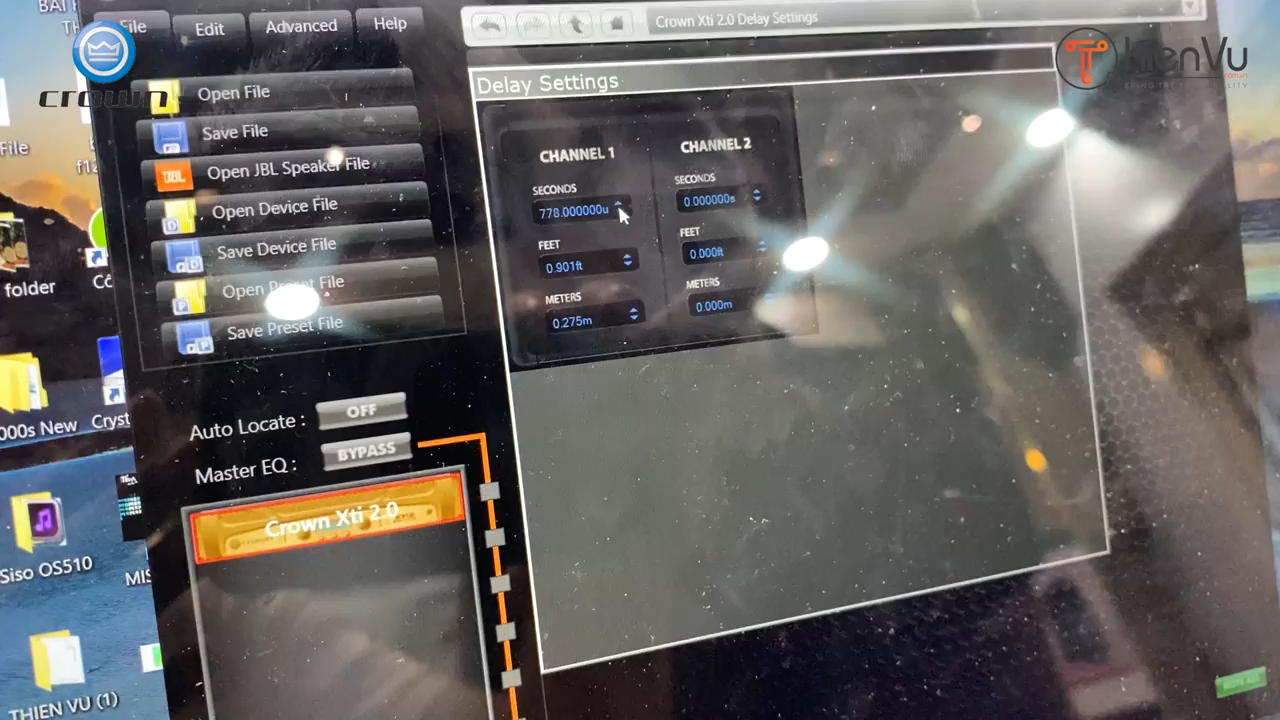 File
Edit
Advanced
Help
Crown Xti 2.0 Delay Settings
crown
Open File
Save File
Open JBL Speaker File
JBL
Open Device File
Save Device File
Open Preset File
Save Preset File
Delay Settings
CHANNEL 1
SECONDS
778.000000u
FEET
0.901ft
METERS
0.275m
CHANNEL 2
SECONDS
0.000000s
FEET
0.000ft
METERS
0.000m
Auto Locate :
OFF
Master EQ :
BYPASS
Crown Xti 2.0
File
folder
000s New
Cryst
Siso OS510
MIS
THIEN VU (1)
ThienVu